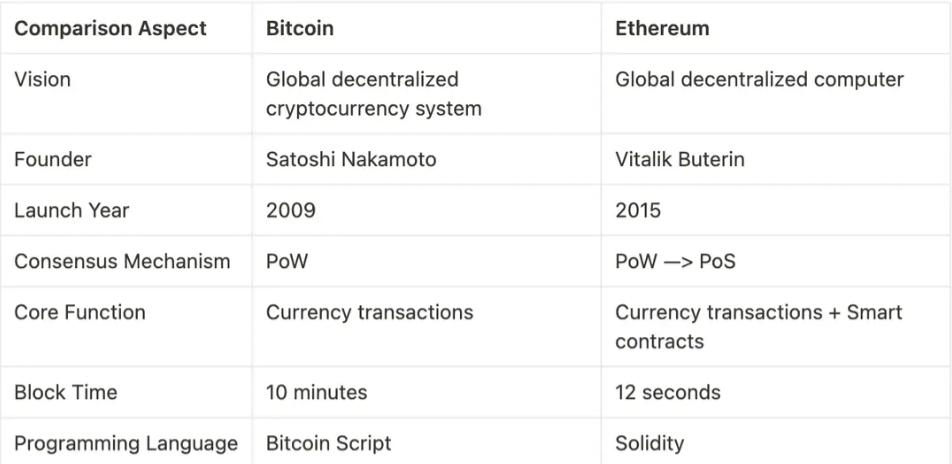 Comparison Aspect Bitcoin Ethereum
Vision Global decentralized Global decentralized computer
cryptocurrency system
Founder Satoshi Nakamoto Vitalik Buterin
Launch Year 2009 2015
Consensus Mechanism PoW PoW —> PoS
Core Function Currency transactions Currency transactions + Smart
contracts
Block Time 10 minutes 12 seconds
Programming Language Bitcoin Script Solidity